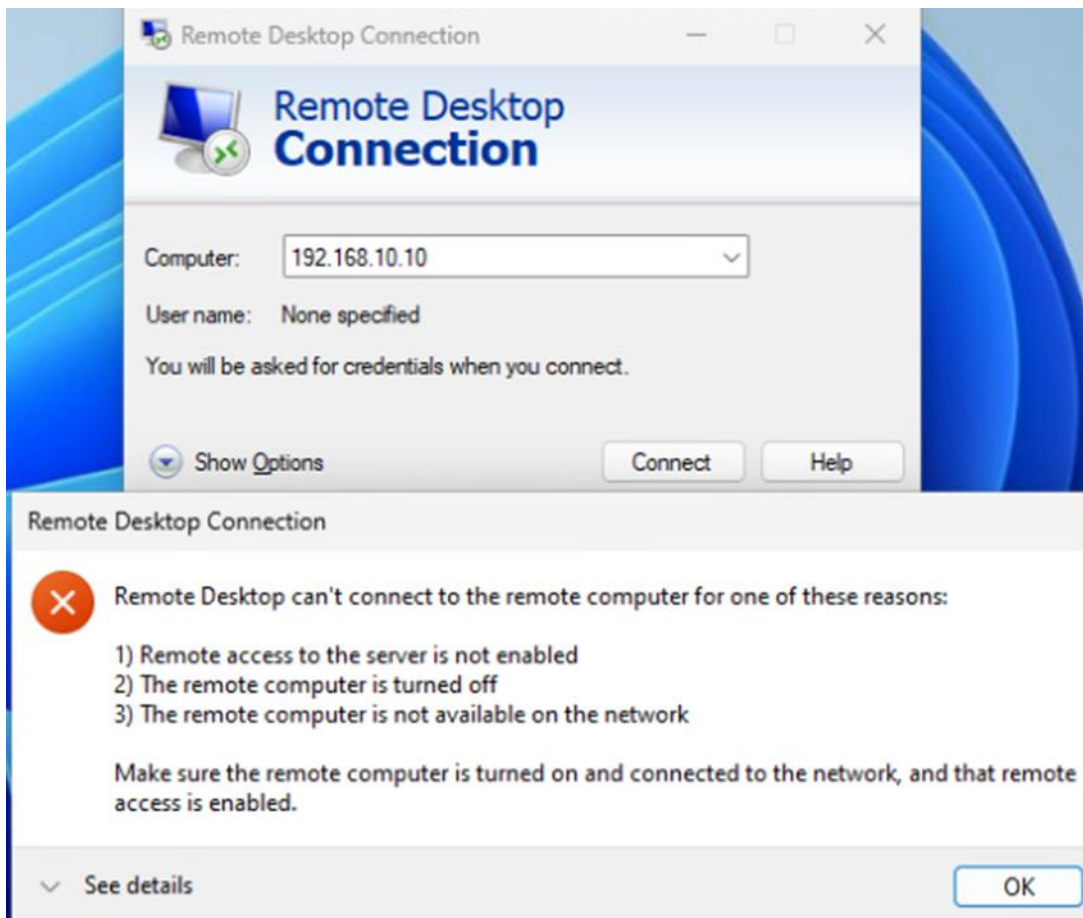 Remote Desktop Connection
Remote Desktop
Connection
Computer: 192.168.10.10
User name: None specified
You will be asked for credentials when you connect.
Show Options Connect Help
Remote Desktop Connection
Remote Desktop can't connect to the remote computer for one of these reasons:
1) Remote access to the server is not enabled
2) The remote computer is turned off
3) The remote computer is not available on the network
Make sure the remote computer is turned on and connected to the network, and that remote
access is enabled.
See details OK